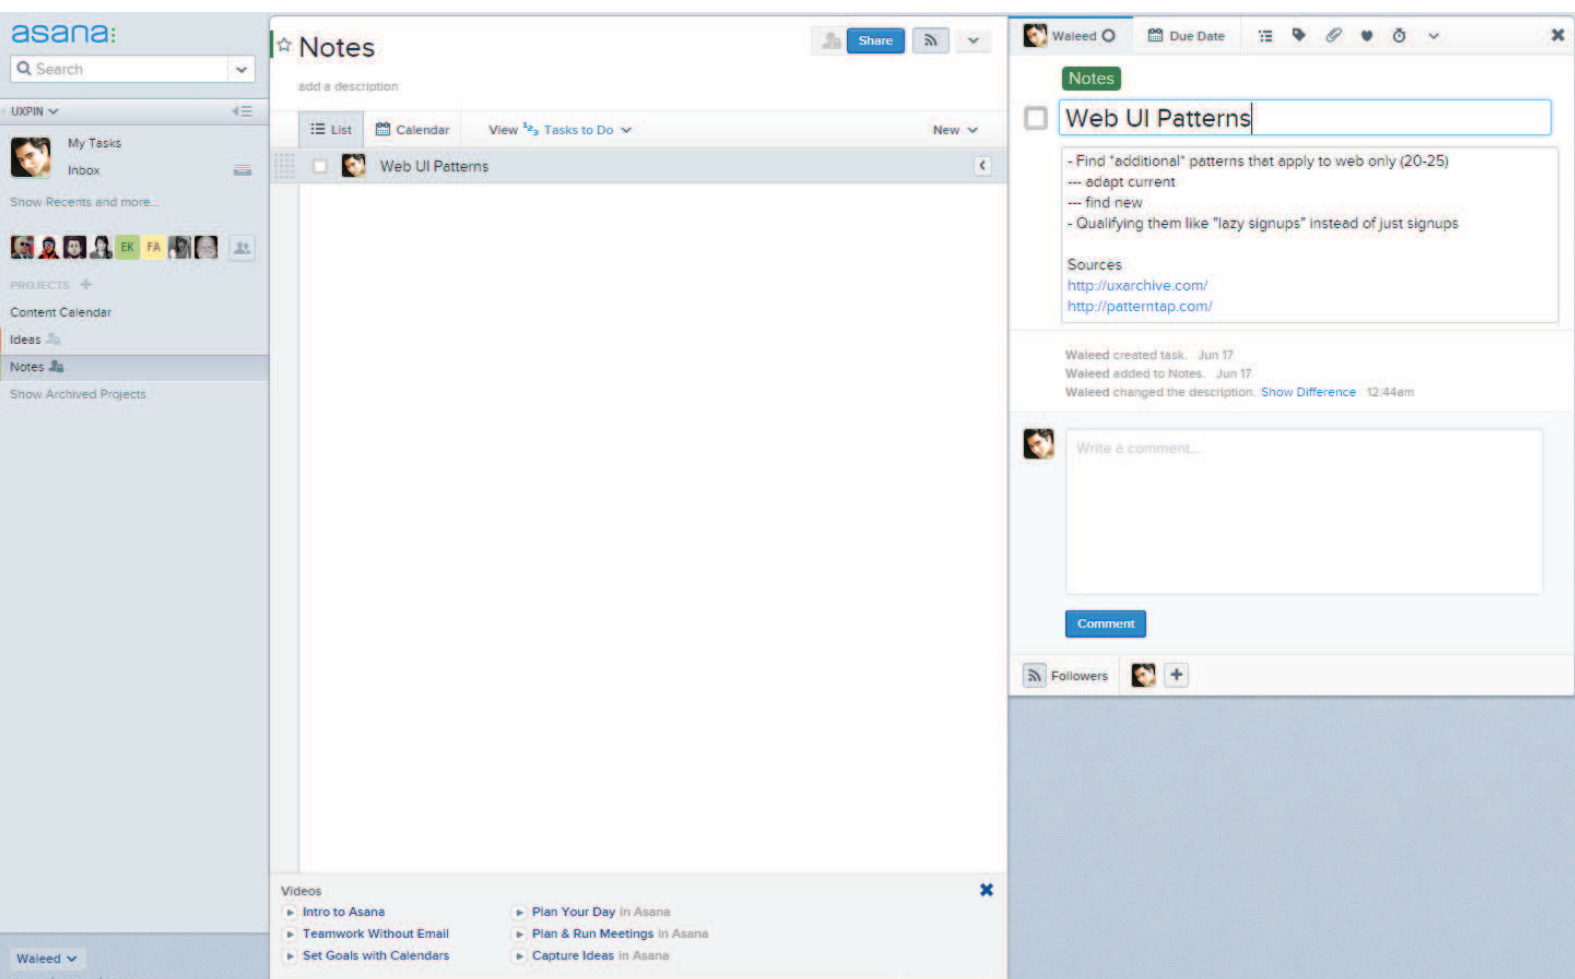 asana:
Search
UXPIN
My Tasks
Inbox
Show Recents and more...
EK FA
PROJECTS +
Content Calendar
Ideas
Notes
Show Archived Projects
Waleed
Notes
Share
add a description
List Calendar View Tasks to Do New
Web UI Patterns
Videos
Intro to Asana
Teamwork Without Email
Set Goals with Calendars
Plan Your Day in Asana
Plan & Run Meetings in Asana
Capture Ideas in Asana
Waleed Due Date
Notes
Web UI Patterns
- Find *additional* patterns that apply to web only (20-25)
--- adapt current
--- find new
- Qualifying them like "lazy signups" instead of just signups
Sources
http://uxarchive.com/
http://patterntap.com/
Waleed created task. Jun 17
Waleed added to Notes. Jun 17
Waleed changed the description. Show Difference 12:44am
Write a comment...
Comment
Followers +